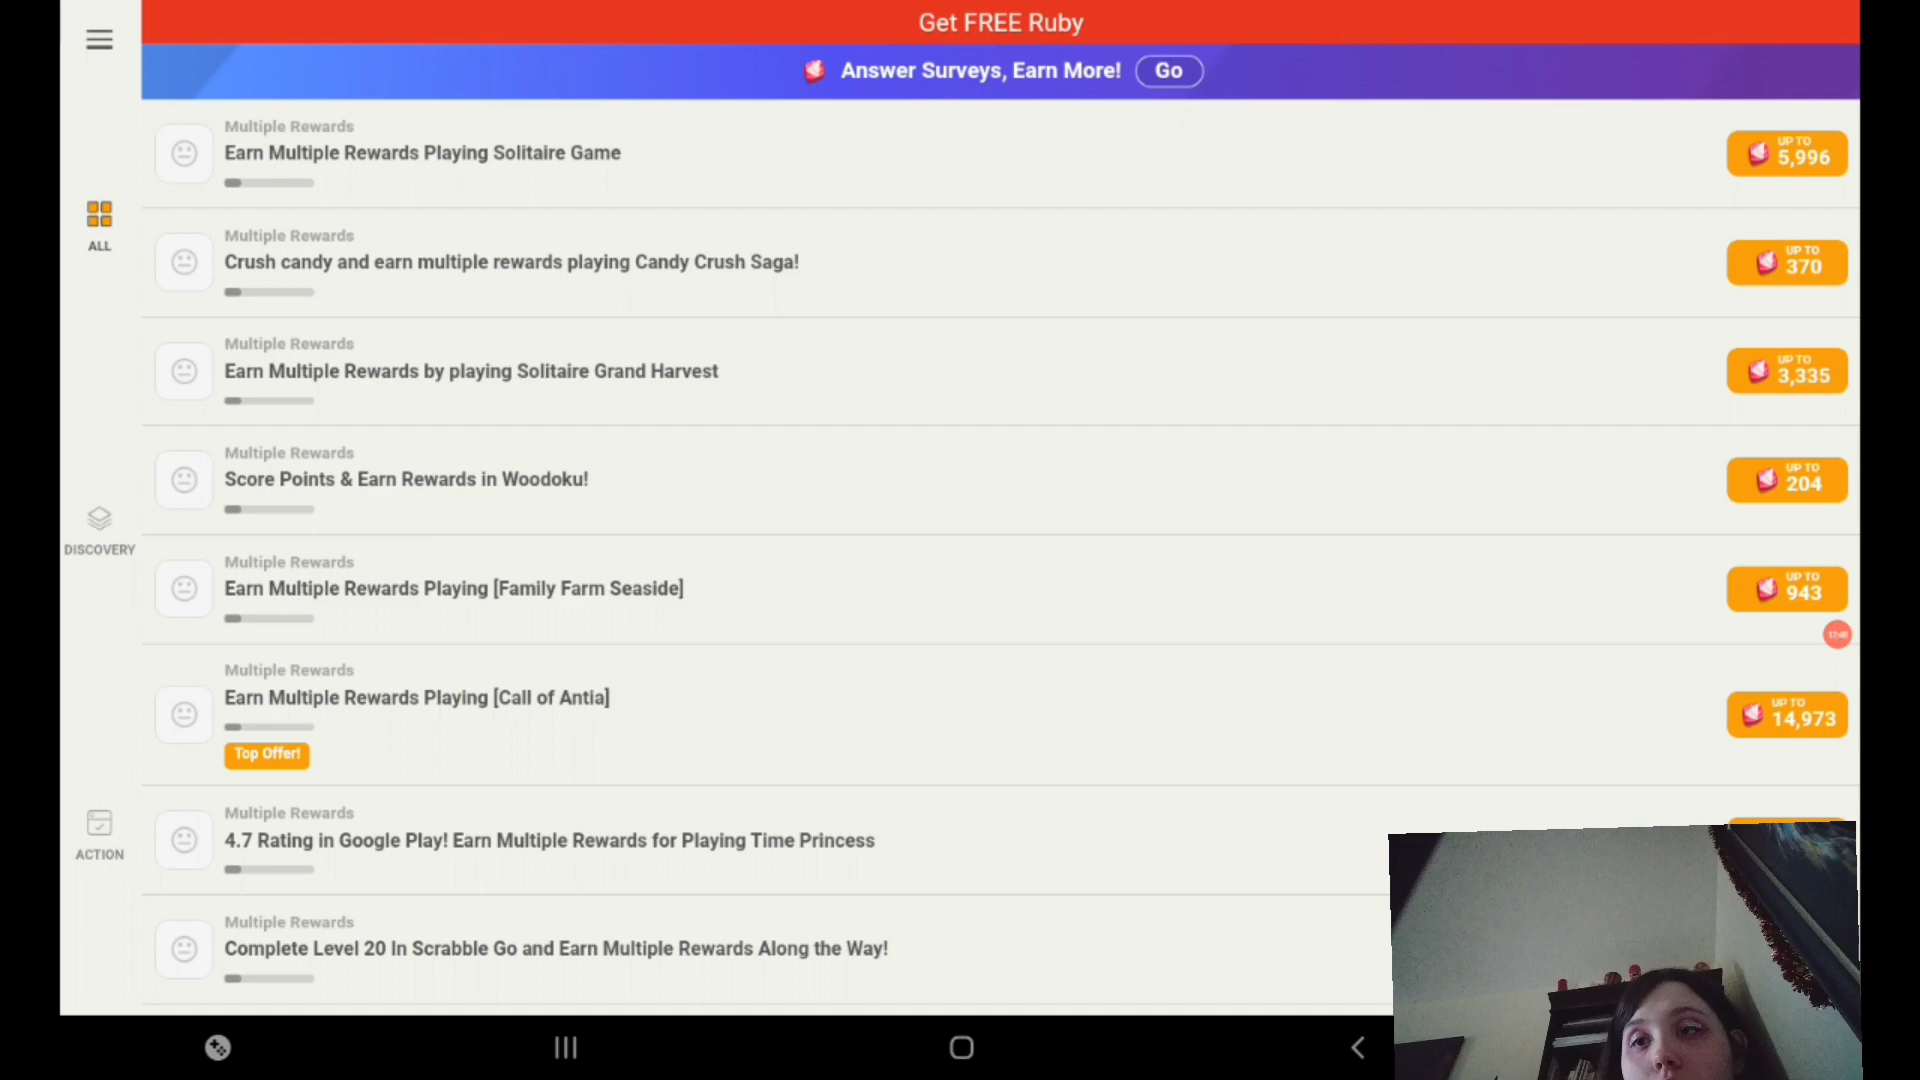 Get FREE Ruby
Answer Surveys, Earn More! Go
Multiple Rewards
Earn Multiple Rewards Playing Solitaire Game
UP TO
5,996
Multiple Rewards
Crush candy and earn multiple rewards playing Candy Crush Saga!
UP TO
370
ALL
Multiple Rewards
Earn Multiple Rewards by playing Solitaire Grand Harvest
UP TO
3,335
Multiple Rewards
Score Points & Earn Rewards in Woodoku!
UP TO
204
DISCOVERY
Multiple Rewards
Earn Multiple Rewards Playing [Family Farm Seaside]
UP TO
943
13:48
Multiple Rewards
Earn Multiple Rewards Playing [Call of Antia]
Top Offer!
UP TO
14,973
Multiple Rewards
4.7 Rating in Google Play! Earn Multiple Rewards for Playing Time Princess
ACTION
Multiple Rewards
Complete Level 20 In Scrabble Go and Earn Multiple Rewards Along the Way!